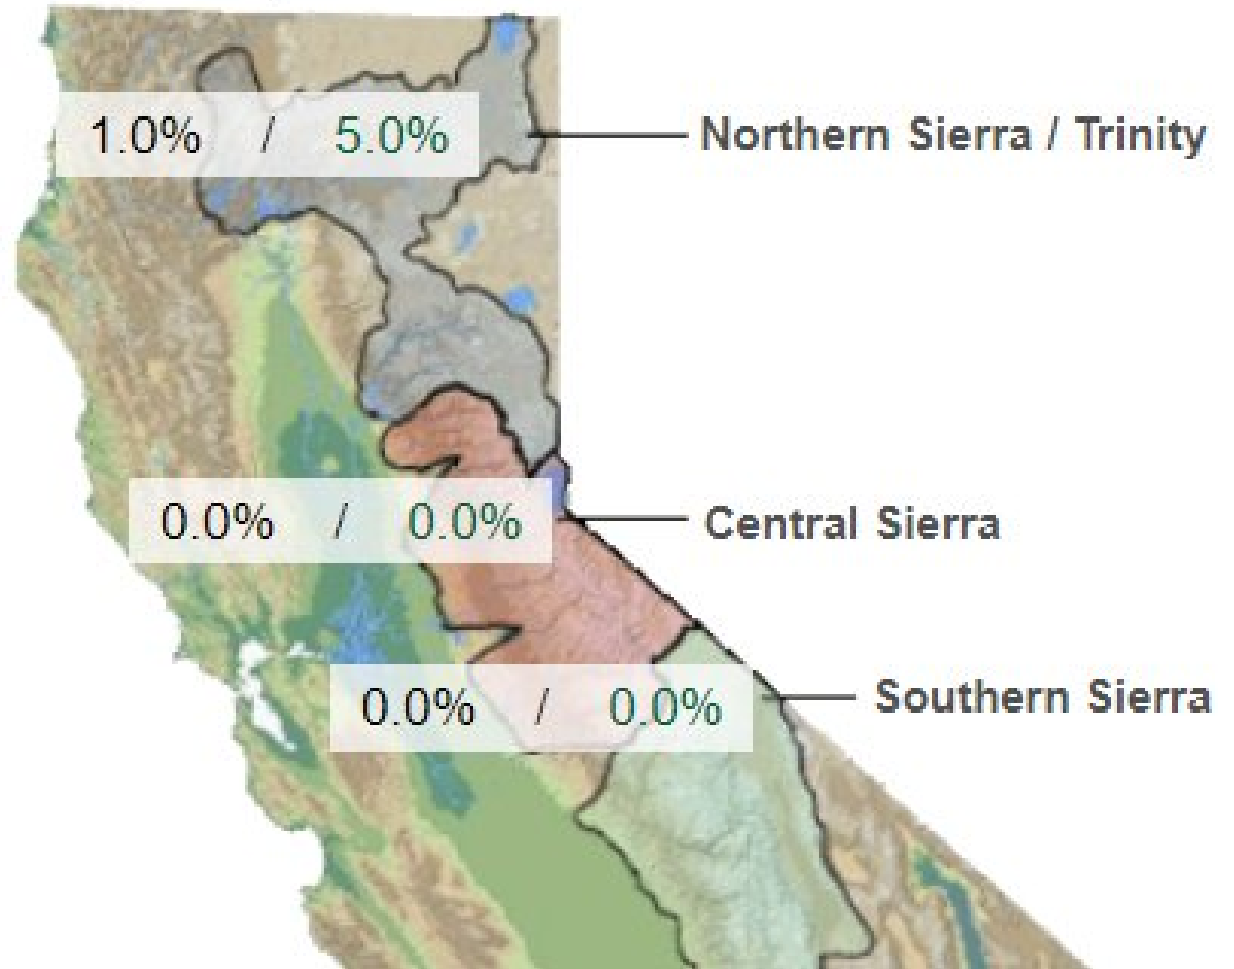 1.0% / 5.0% Northern Sierra / Trinity
0.0% / 0.0% Central Sierra
0.0% / 0.0% Southern Sierra